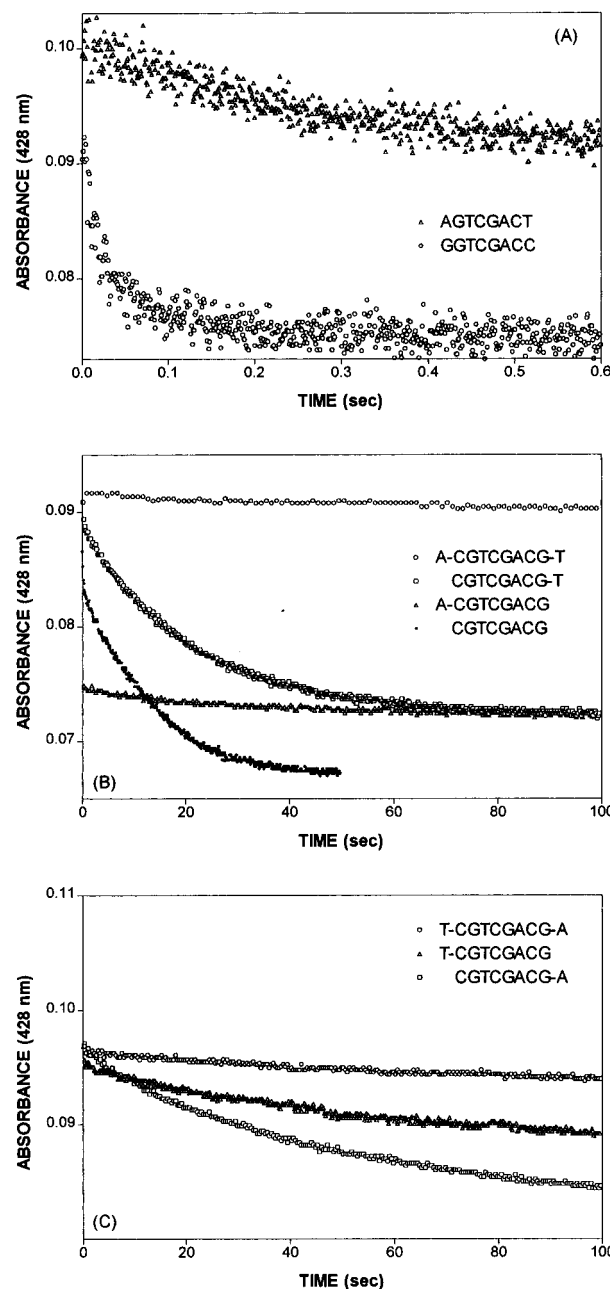 (A)
0.10
0.09
0.08
ABSORBANCE (428 nm)
AGTCGACT
GGTCGACC
0.0 0.1 0.2 0.3 0.4 0.5 0.6
TIME (sec)
0.09
0.08
0.07
ABSORBANCE (428 nm)
A-CGTCGACG-T
CGTCGACG-T
A-CGTCGACG
CGTCGACG
(B)
0 20 40 60 80 100
TIME (sec)
0.11
0.10
0.09
ABSORBANCE (428 nm)
T-CGTCGACG-A
T-CGTCGACG
CGTCGACG-A
(C)
0 20 40 60 80 100
TIME (sec)